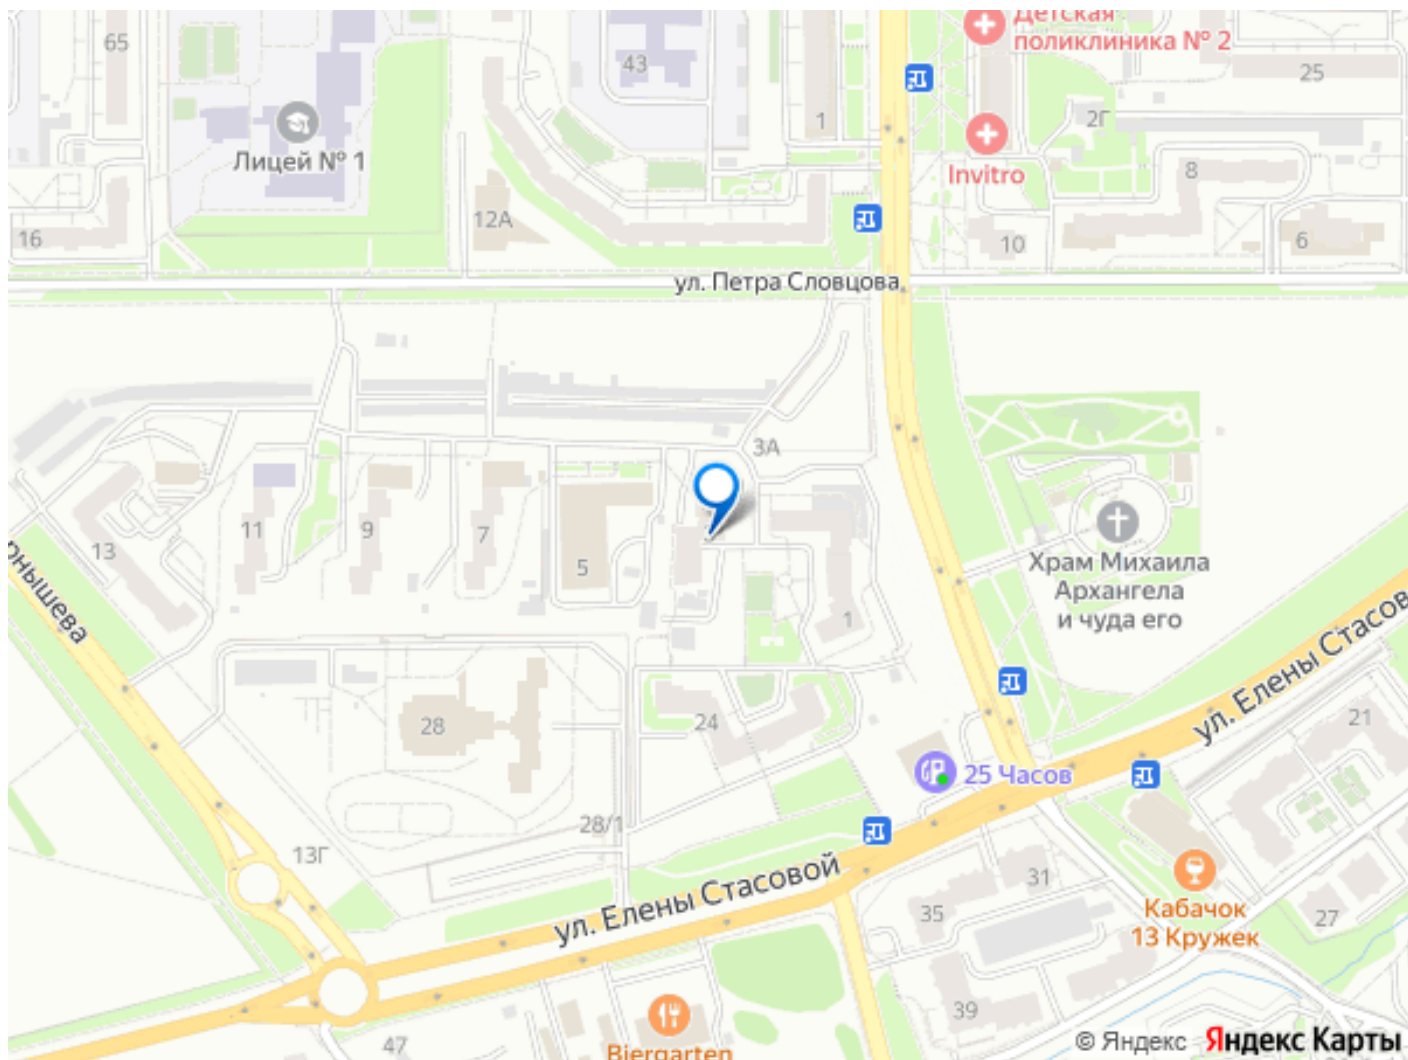 65
43
1
Детская
поликлиника № 2
25
2Г
Лицей № 1
Invitro
8
16
12А
10
6
ул. Петра Словцова
3А
11
9
7
5
13
1
Храм Михаила
Архангела
и чуда его
рнышева
28
24
21
ул. Елены Стасов
25 Часов
28/1
13Г
ул. Елены Стасовой
31
35
Кабачок
13 Кружек
27
39
47
Biergarten
© Яндекс Яндекс Карты